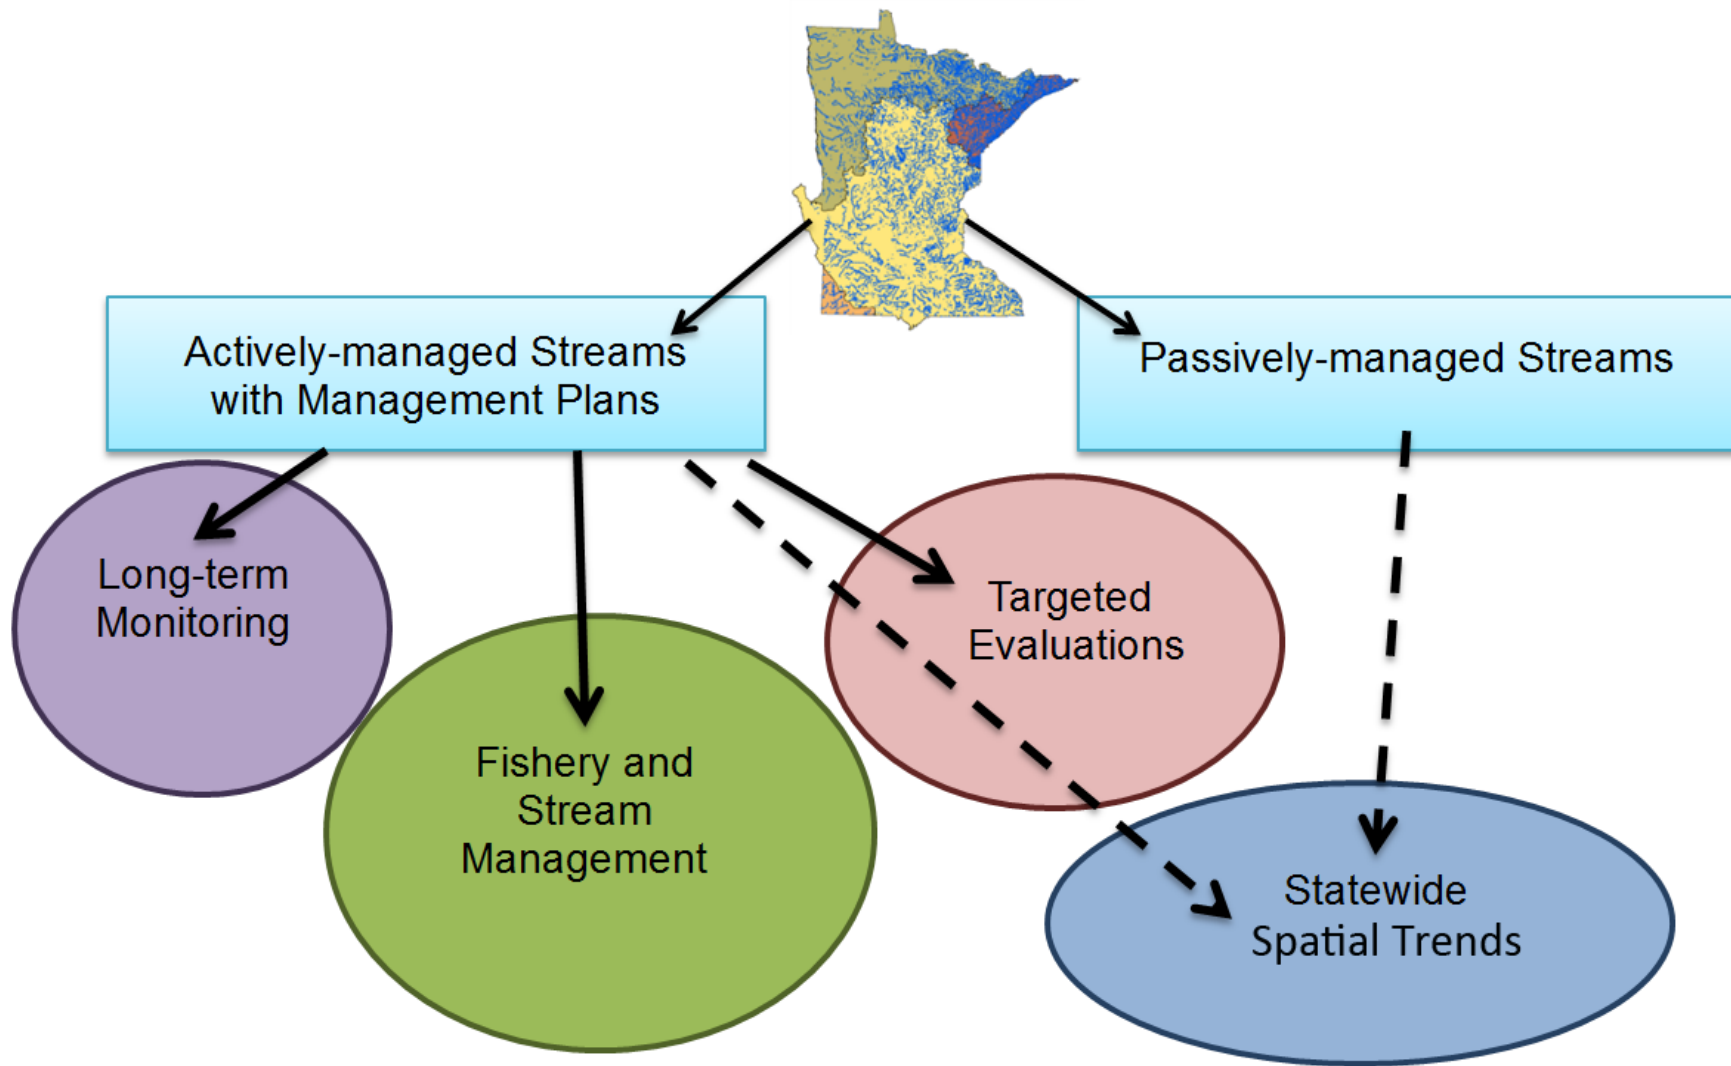 Actively-managed Streams
with Management Plans
Passively-managed Streams
Long-term
Monitoring
Fishery and
Stream
Management
Targeted
Evaluations
Statewide
Spatial Trends